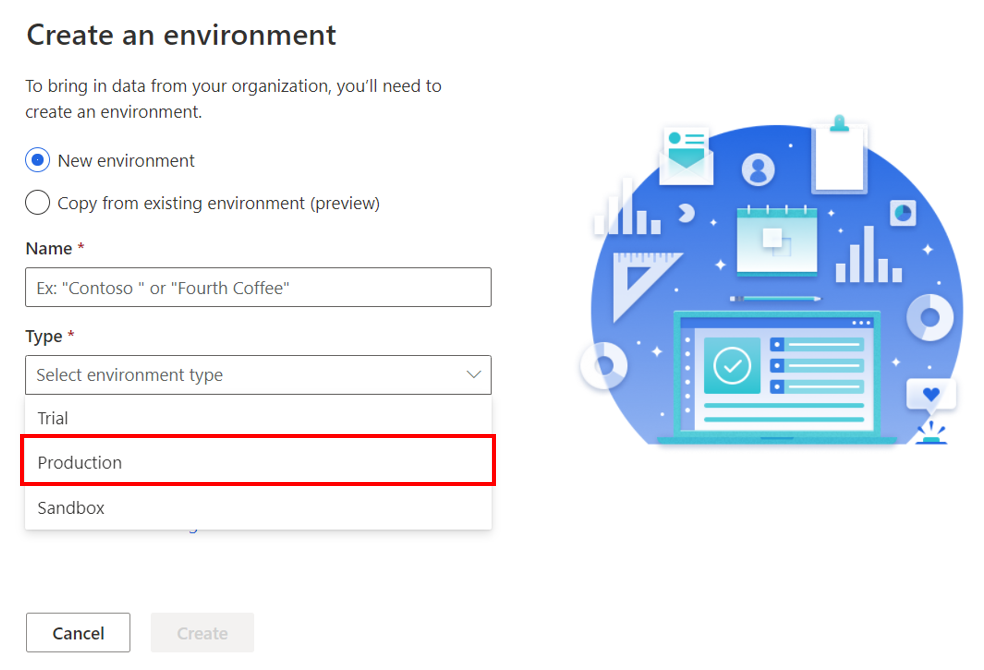 Create an environment
To bring in data from your organization, you’ll need to
create an environment.
New environment
Copy from existing environment (preview)
Name *
Ex: "Contoso " or "Fourth Coffee"
Type *
Select environment type
Trial
Production
Sandbox
Cancel
Create